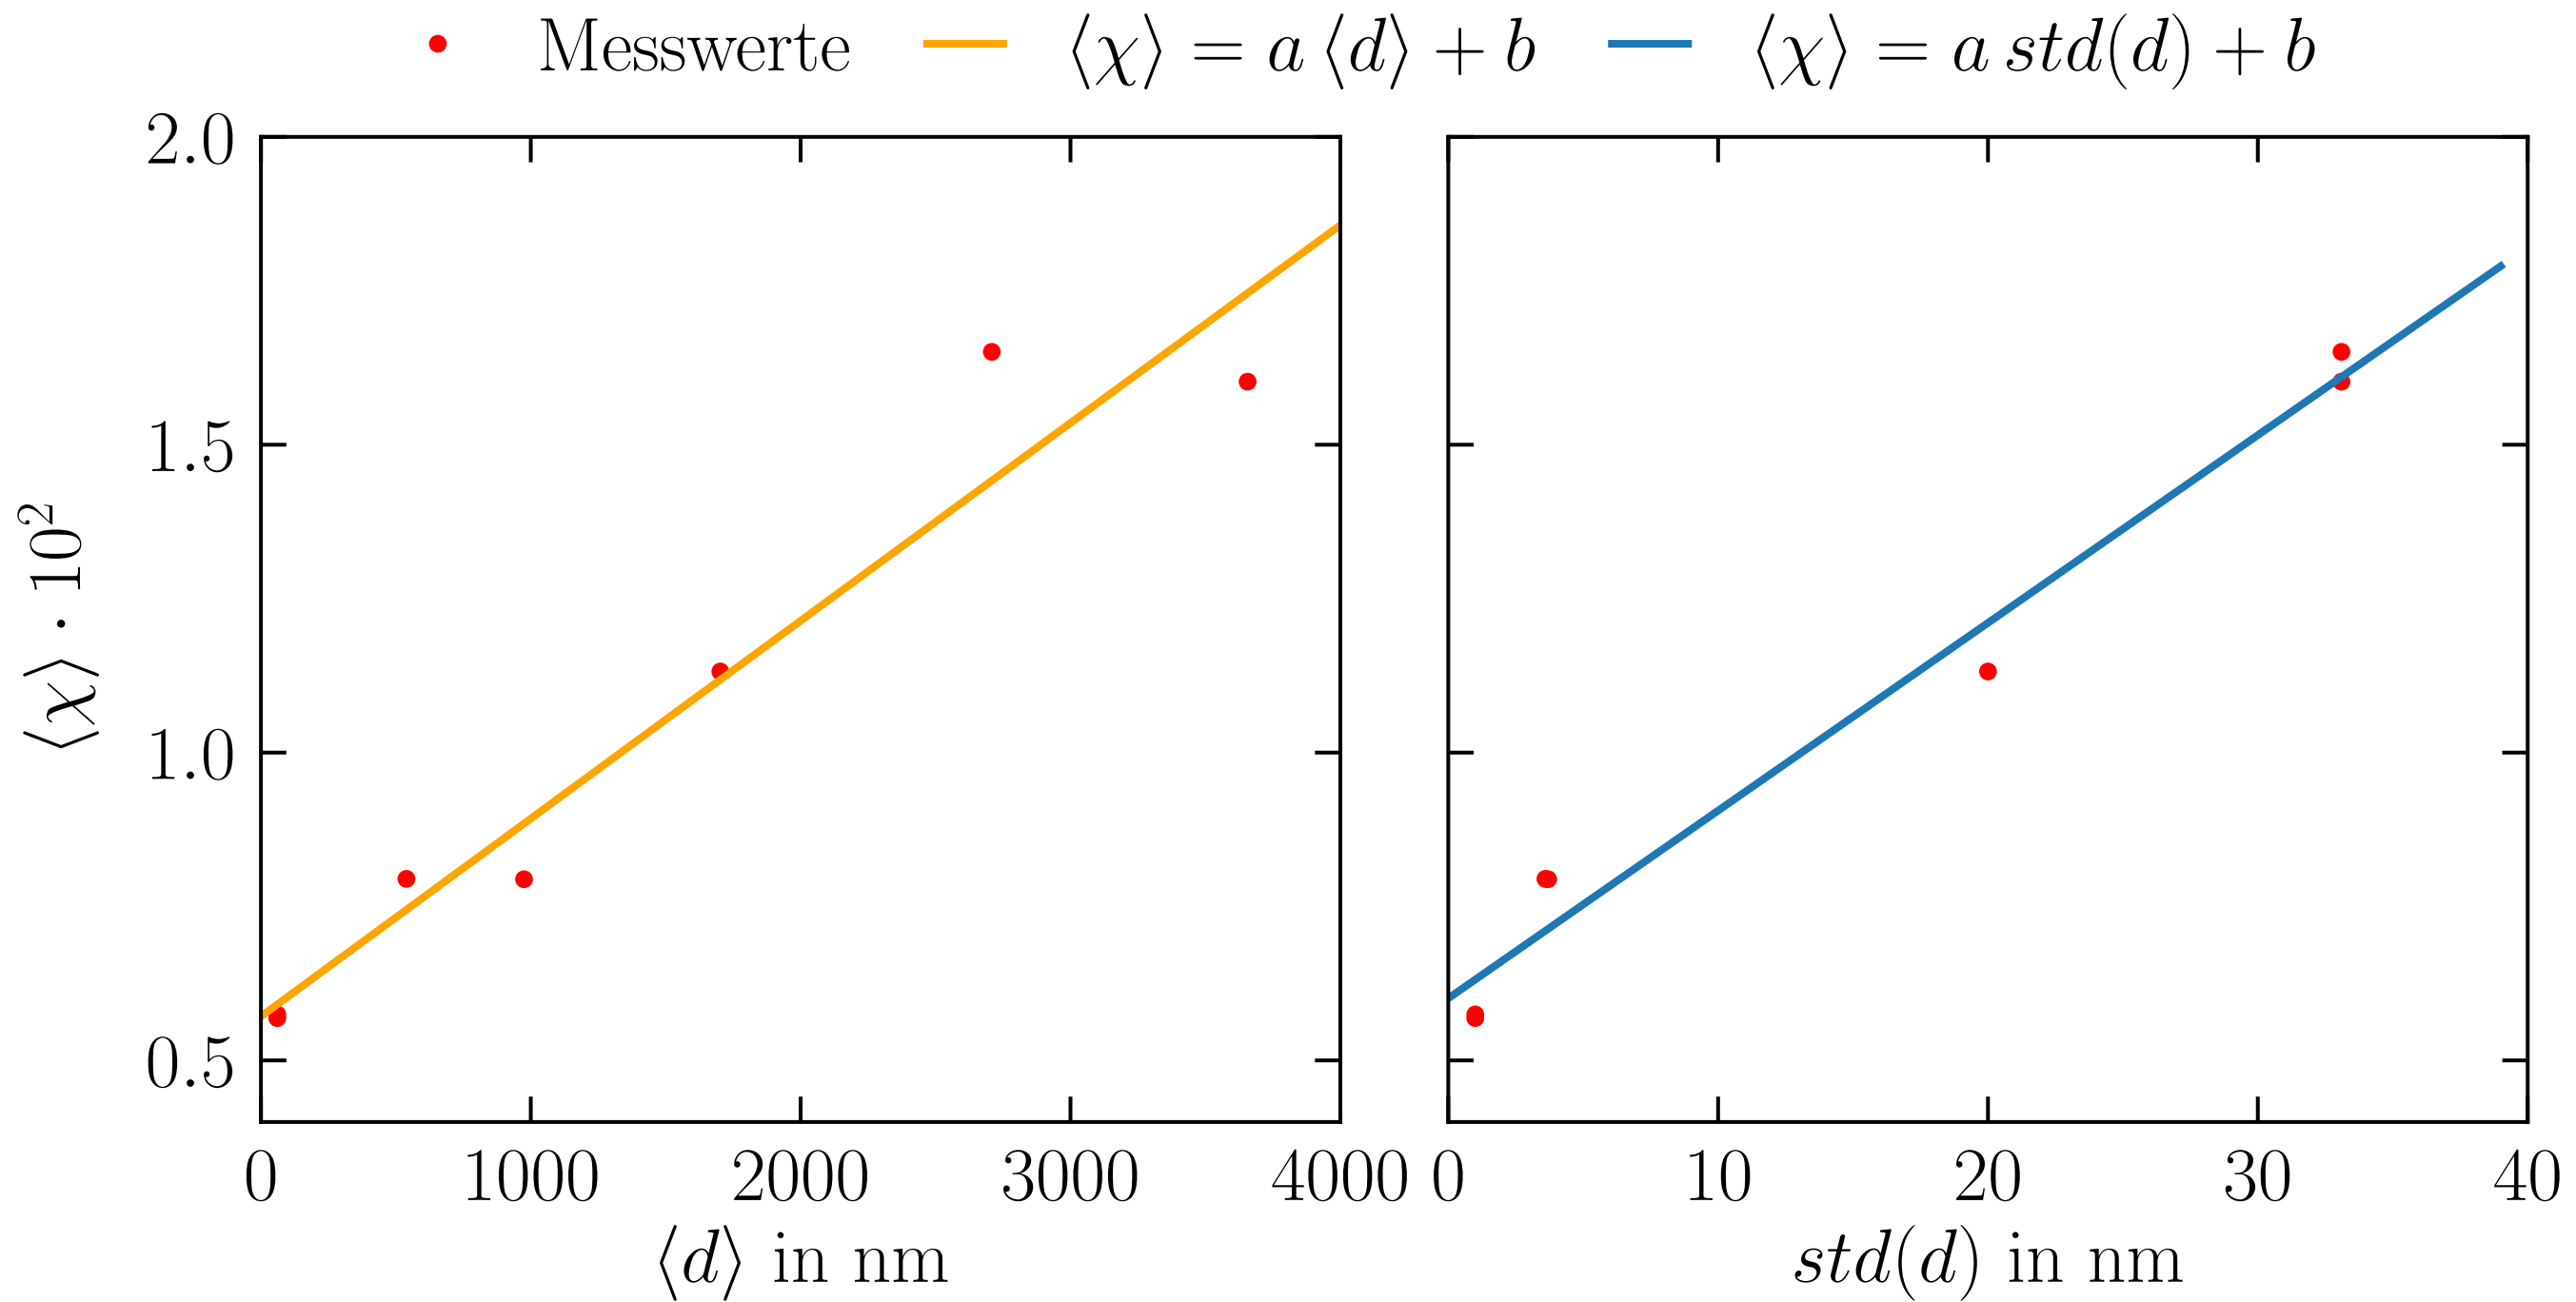 Messwerte ⟨χ⟩ = a ⟨d⟩ + b ⟨χ⟩ = a std(d) + b
2.0
1.5
1.0
0.5
⟨χ⟩ · 10²
0 1000 2000 3000 4000
⟨d⟩ in nm
0 10 20 30 40
std(d) in nm